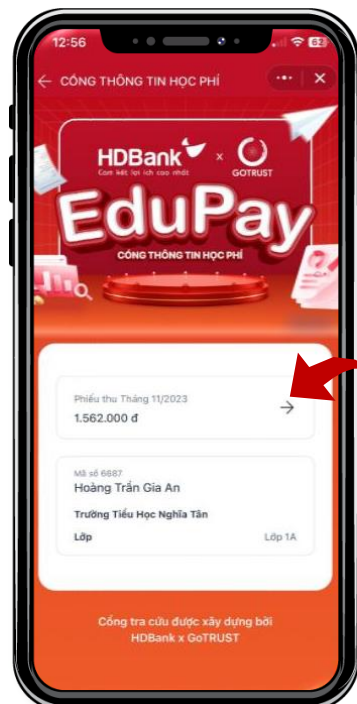 12:56
62
CỔNG THÔNG TIN HỌC PHÍ
HDBank x GOTRUST
Cam kết lợi ích cao nhất
EduPay
CỔNG THÔNG TIN HỌC PHÍ
Phiếu thu Tháng 11/2023
1.562.000 đ
Mã số 6687
Hoàng Trần Gia An
Trường Tiểu Học Nghĩa Tân
Lớp Lớp 1A
Cổng tra cứu được xây dựng bởi
HDBank x GoTRUST